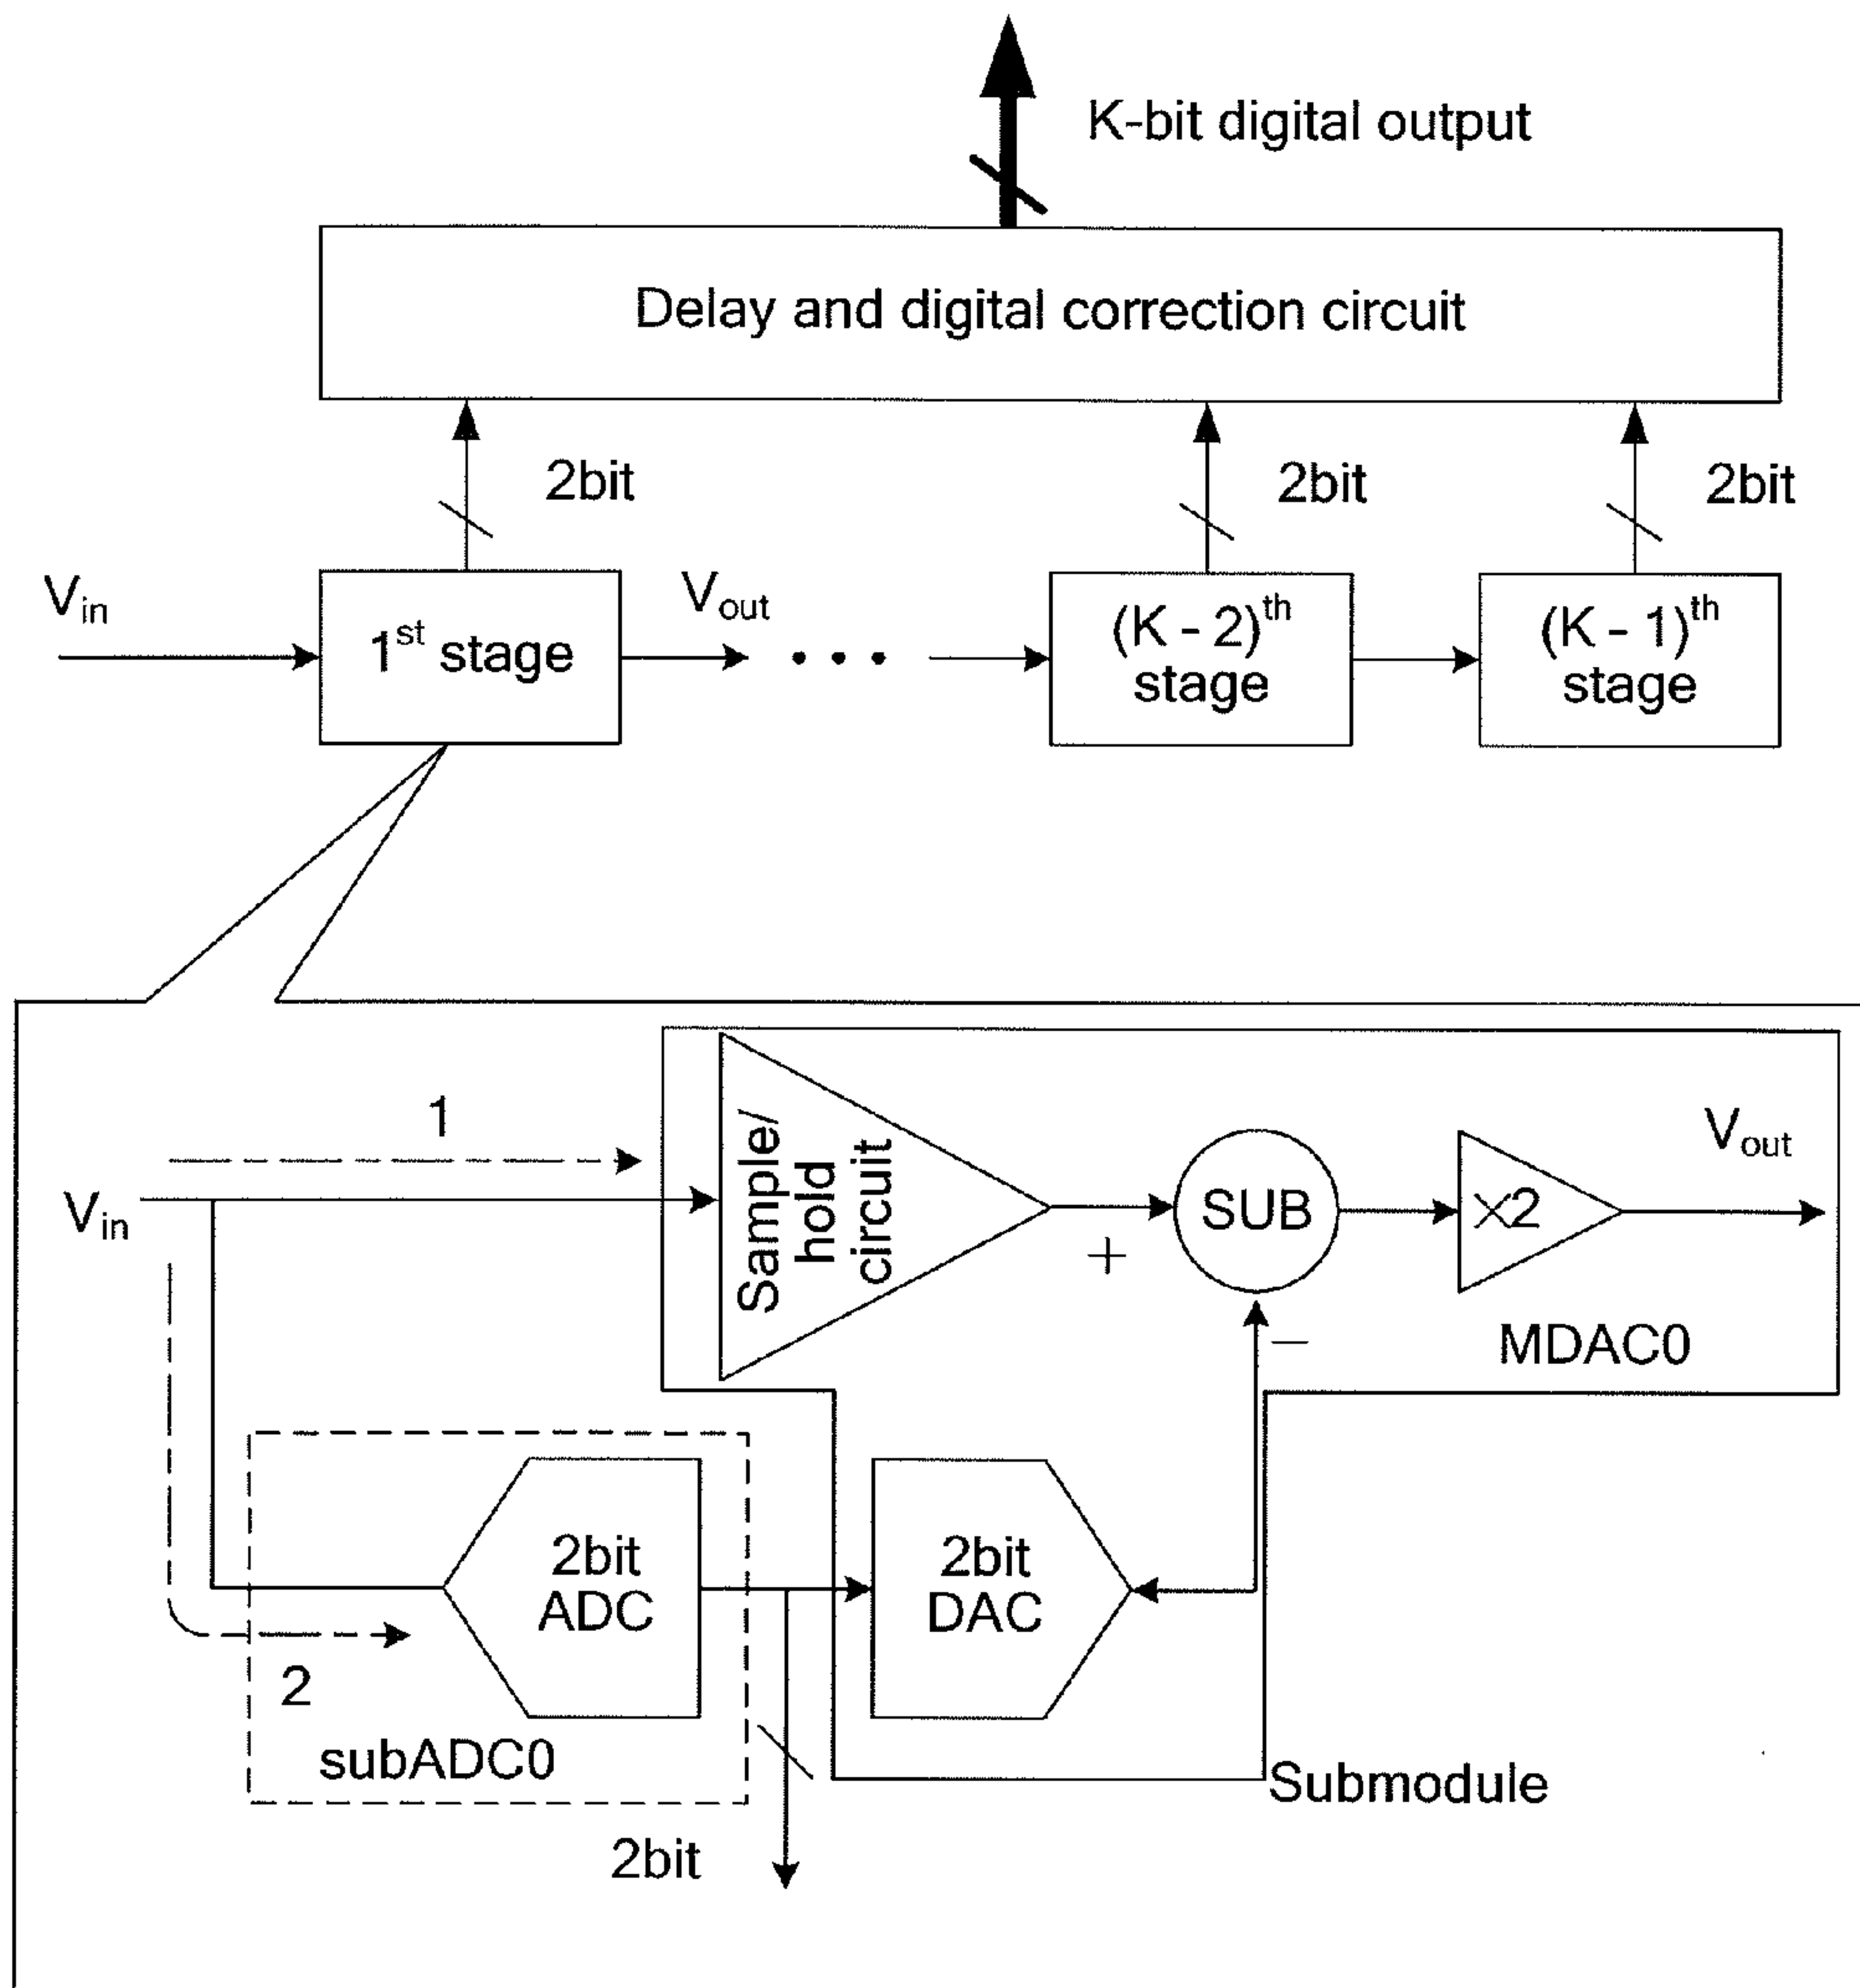 K-bit digital output
Delay and digital correction circuit
2bit
2bit
2bit
Vin
1st stage
Vout
(K - 2)th
stage
(K - 1)th
stage
1
Vin
Sample/
hold
circuit
+
SUB
−
×2
Vout
MDAC0
2bit
ADC
2bit
DAC
2
subADC0
Submodule
2bit